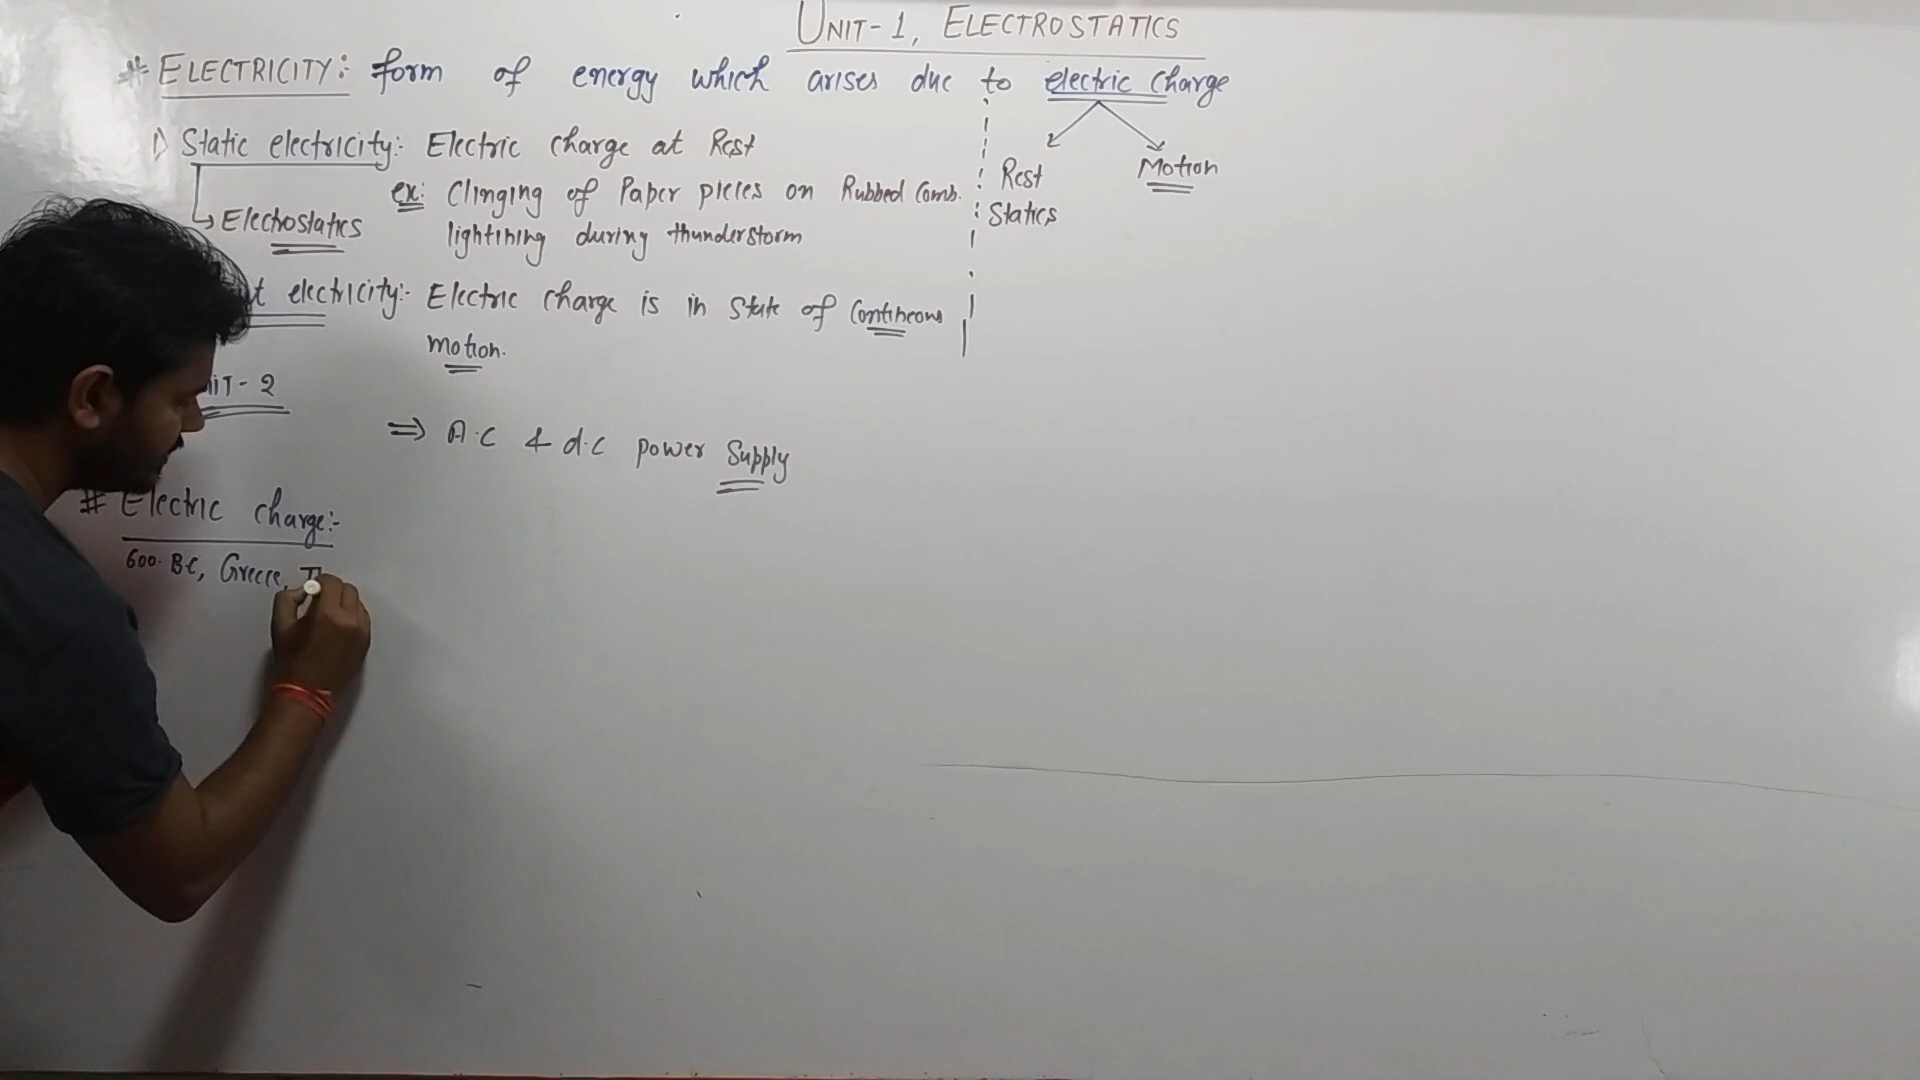 UNIT-1, ELECTROSTATICS
* ELECTRICITY: form of energy which arises due to electric charge
Rest
Statics
Motion
1) Static electricity:- Electric charge at Rest
ex: Clinging of Paper pieces on Rubbed Comb.
↳ Electrostatics
lightining during thunderstorm
electricity:- Electric charge is in State of Contineous
motion.
- 2
⇒ A.C & d.c power Supply
# Electric charge:-
600. BC, Greece,